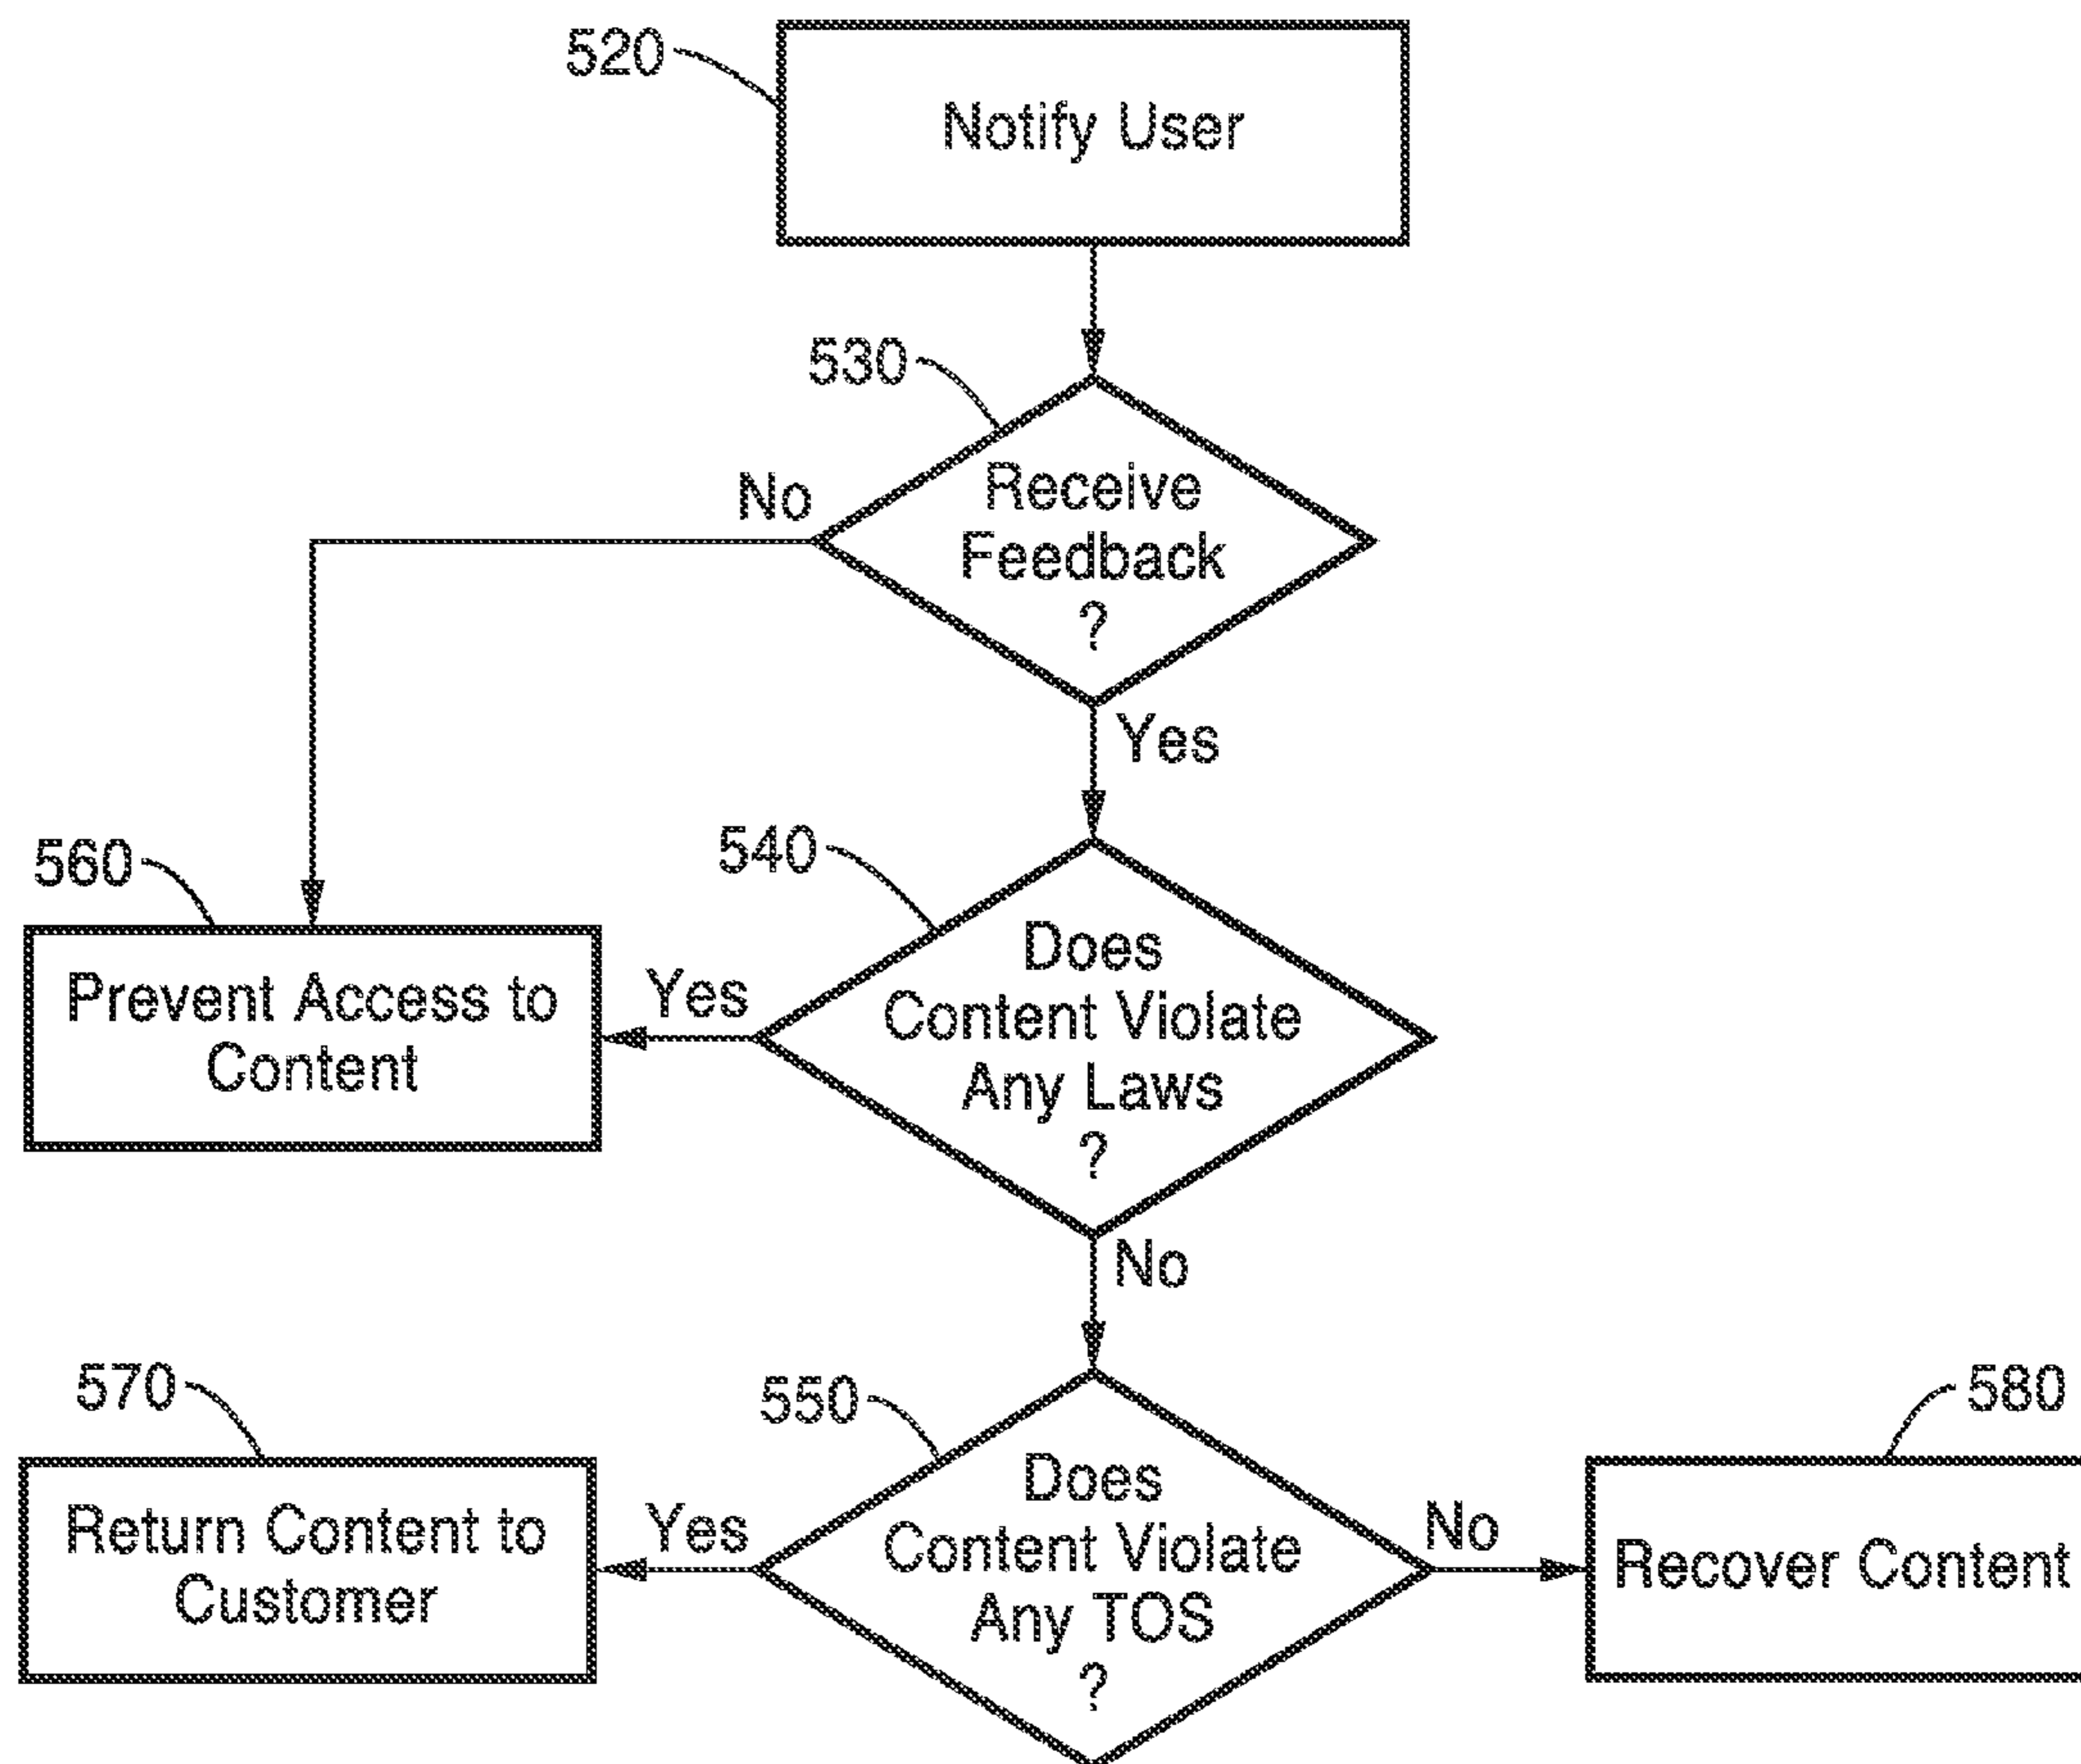 520
Notify User
530
No
Receive
Feedback
?
Yes
560
540
Prevent Access to
Content
Yes
Does
Content Violate
Any Laws
?
No
570
550
580
Return Content to
Customer
Yes
Does
Content Violate
Any TOS
?
No
Recover Content